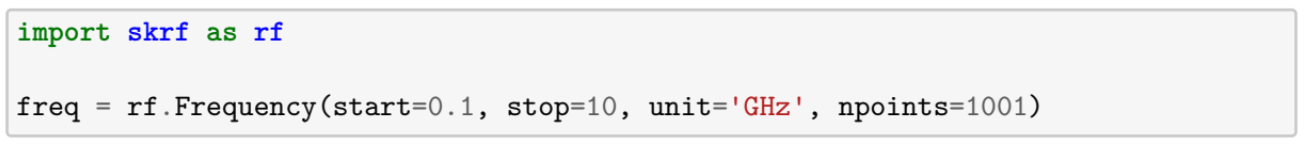 import skrf as rf
freq = rf.Frequency(start=0.1, stop=10, unit='GHz', npoints=1001)